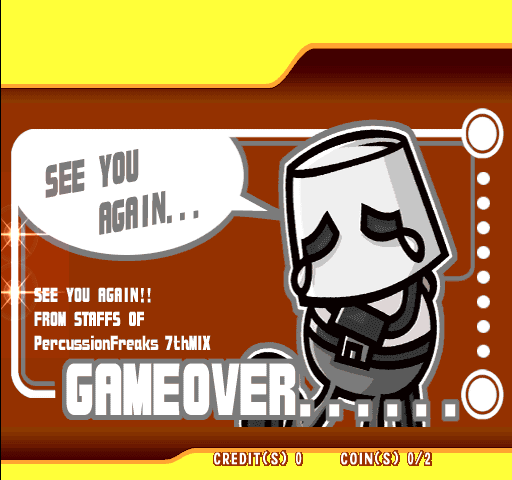 SEE YOU
AGAIN...
SEE YOU AGAIN!!
FROM STAFFS OF
PercussionFreaks 7thMIX
GAMEOVER.......
CREDIT(S) 0 COIN(S) 0/2